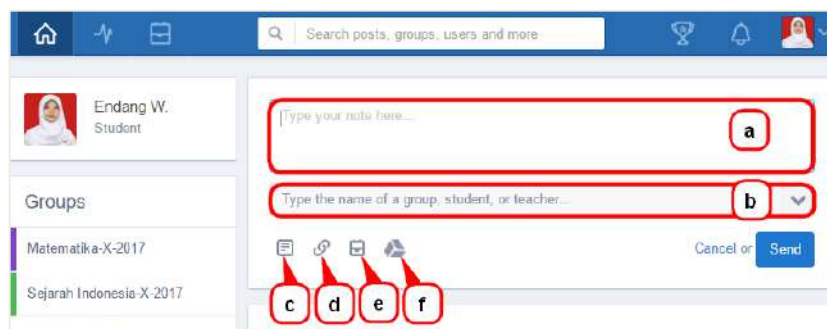 Search posts, groups, users and more
Endang W.
Student
Type your note here...
a
Groups
Type the name of a group, student, or teacher...
b
Matematika-X-2017
Cancel or Send
Sejarah Indonesia-X-2017
c d e f